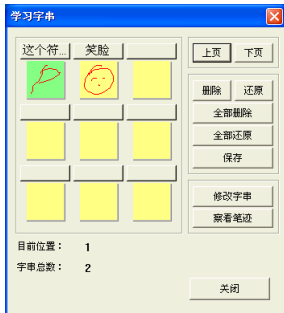 学习字串
这个符... 笑脸
上页 下页
删除 还原
全部删除
全部还原
保存
修改字串
察看笔迹
目前位置： 1
字串总数： 2
关闭